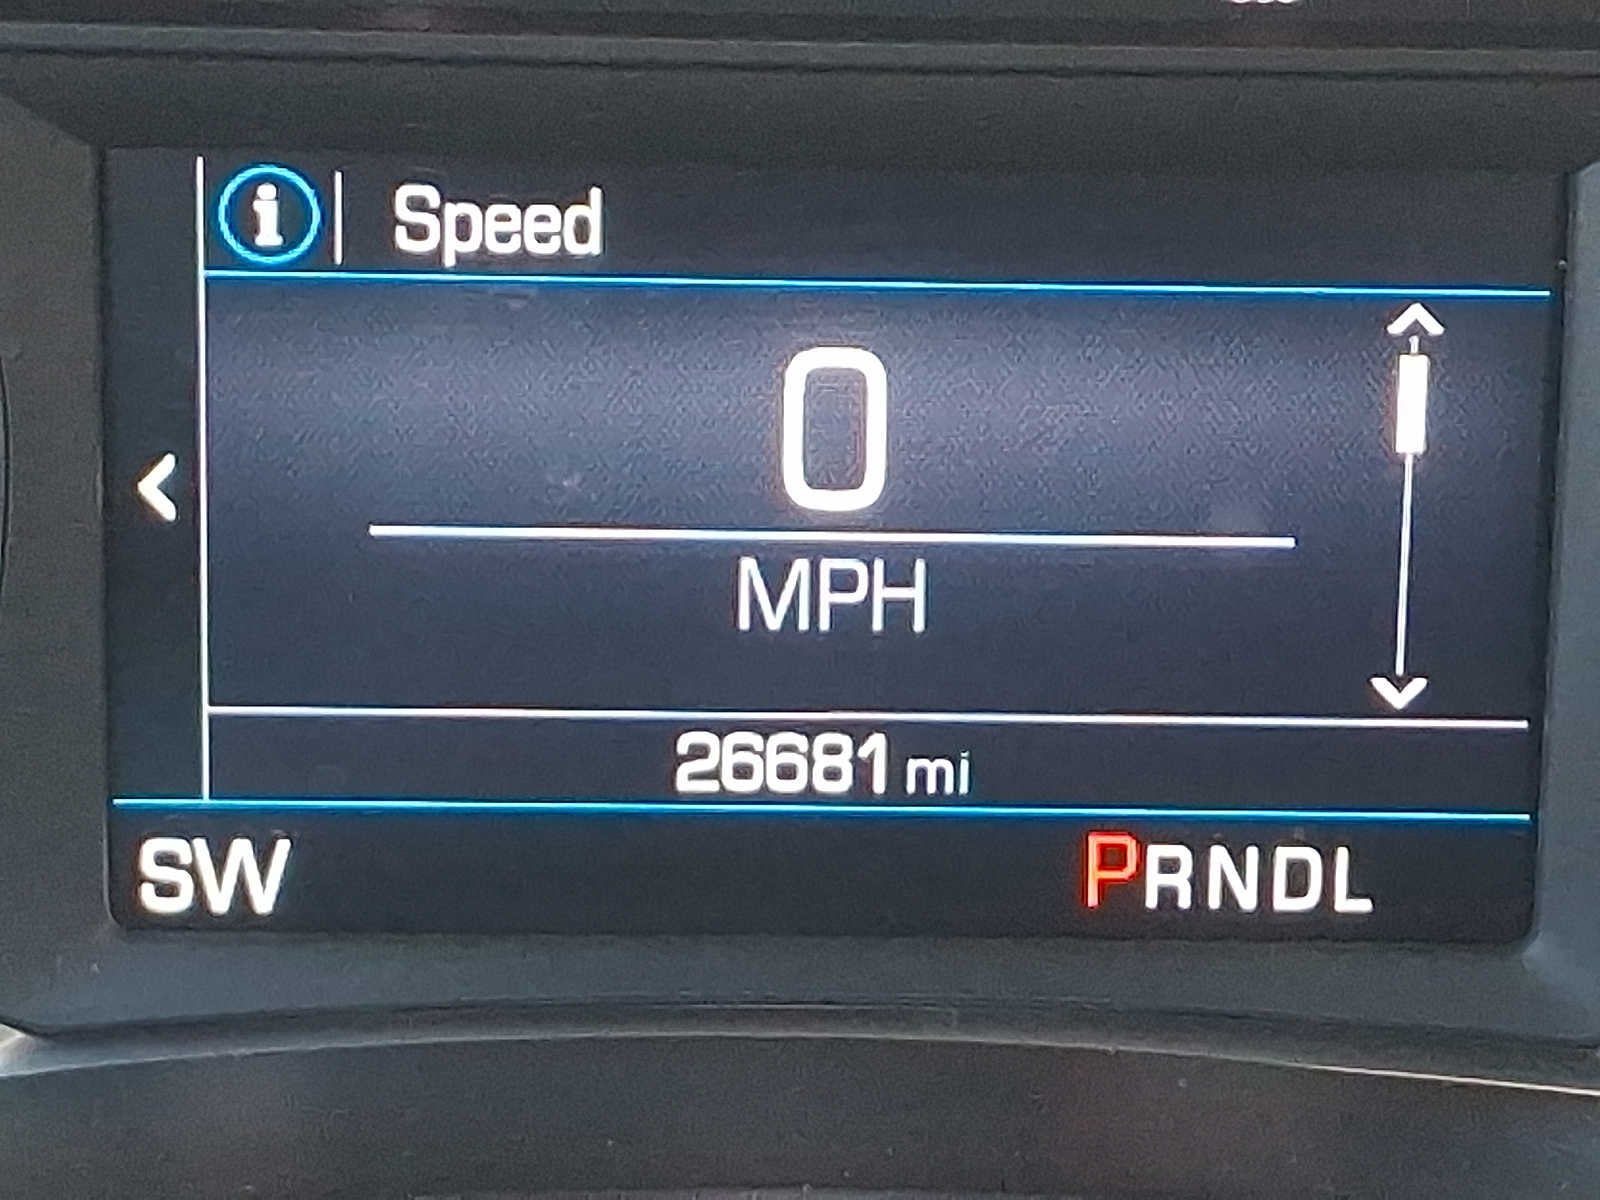 i Speed
0
MPH
26681 mi
SW PRNDL